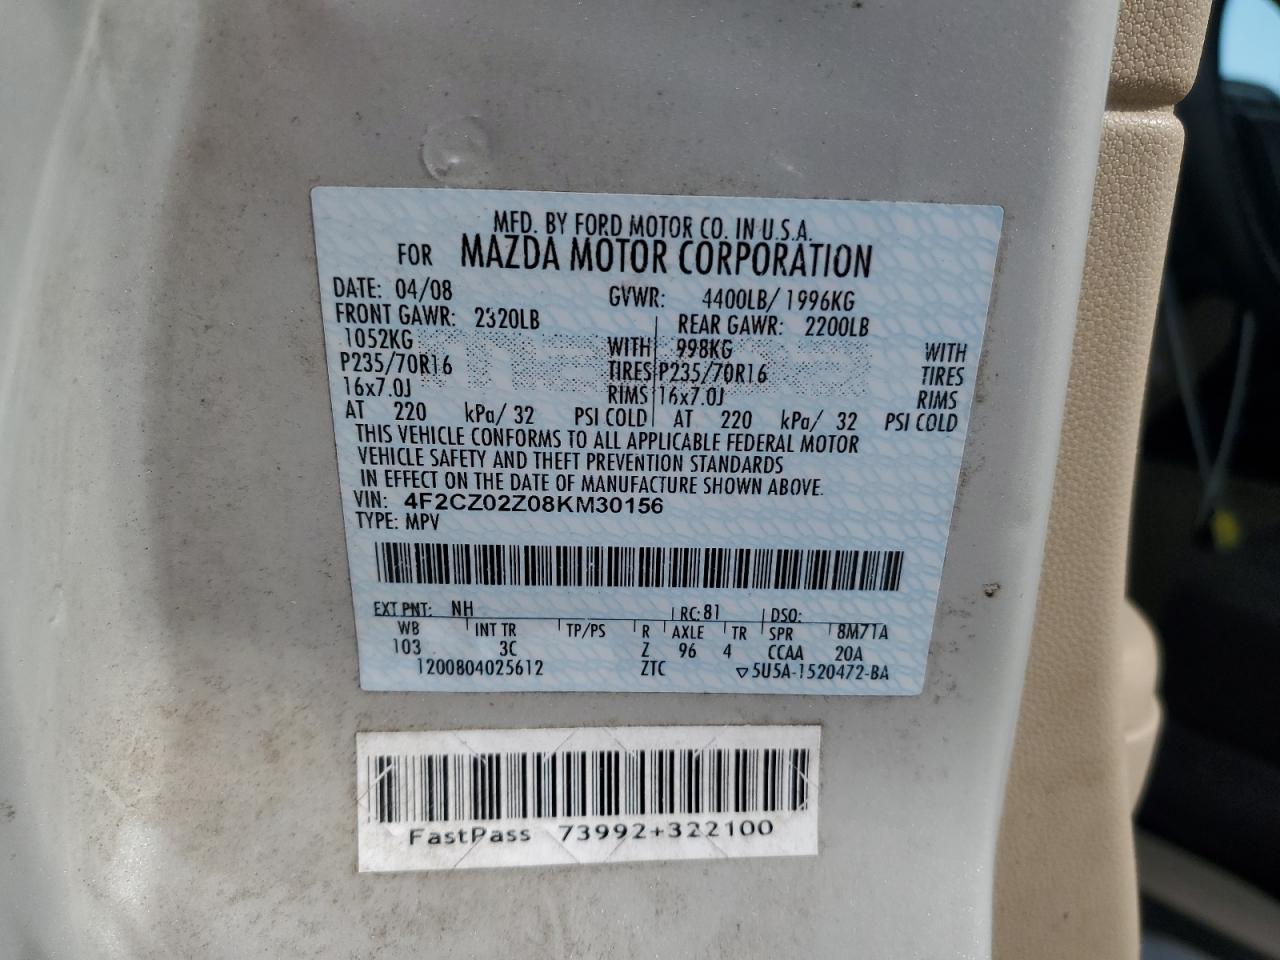 MFD. BY FORD MOTOR CO. IN U.S.A.
FOR MAZDA MOTOR CORPORATION
DATE: 04/08 GVWR: 4400LB/ 1996KG
FRONT GAWR: 2320LB REAR GAWR: 2200LB
1052KG WITH 998KG WITH
P235/70R16 TIRES P235/70R16 TIRES
16x7.0J RIMS 16x7.0J RIMS
AT 220 kPa/ 32 PSI COLD AT 220 kPa/ 32 PSI COLD
THIS VEHICLE CONFORMS TO ALL APPLICABLE FEDERAL MOTOR
VEHICLE SAFETY AND THEFT PREVENTION STANDARDS
IN EFFECT ON THE DATE OF MANUFACTURE SHOWN ABOVE.
VIN: 4F2CZ02Z08KM30156
TYPE: MPV
EXT PNT: NH RC: 81 DSO:
WB INT TR TP/PS R AXLE TR SPR 8M71A
103 3C Z 96 4 CCAA 20A
1200804025612 ZTC ▽5U5A-1520472-BA
FastPass 73992+322100